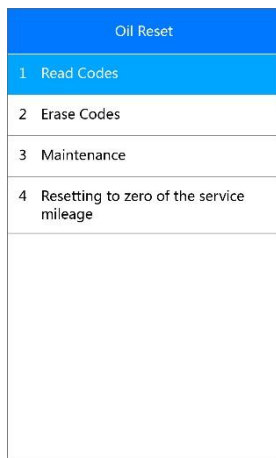 Oil Reset
1 Read Codes
2 Erase Codes
3 Maintenance
4 Resetting to zero of the service
mileage